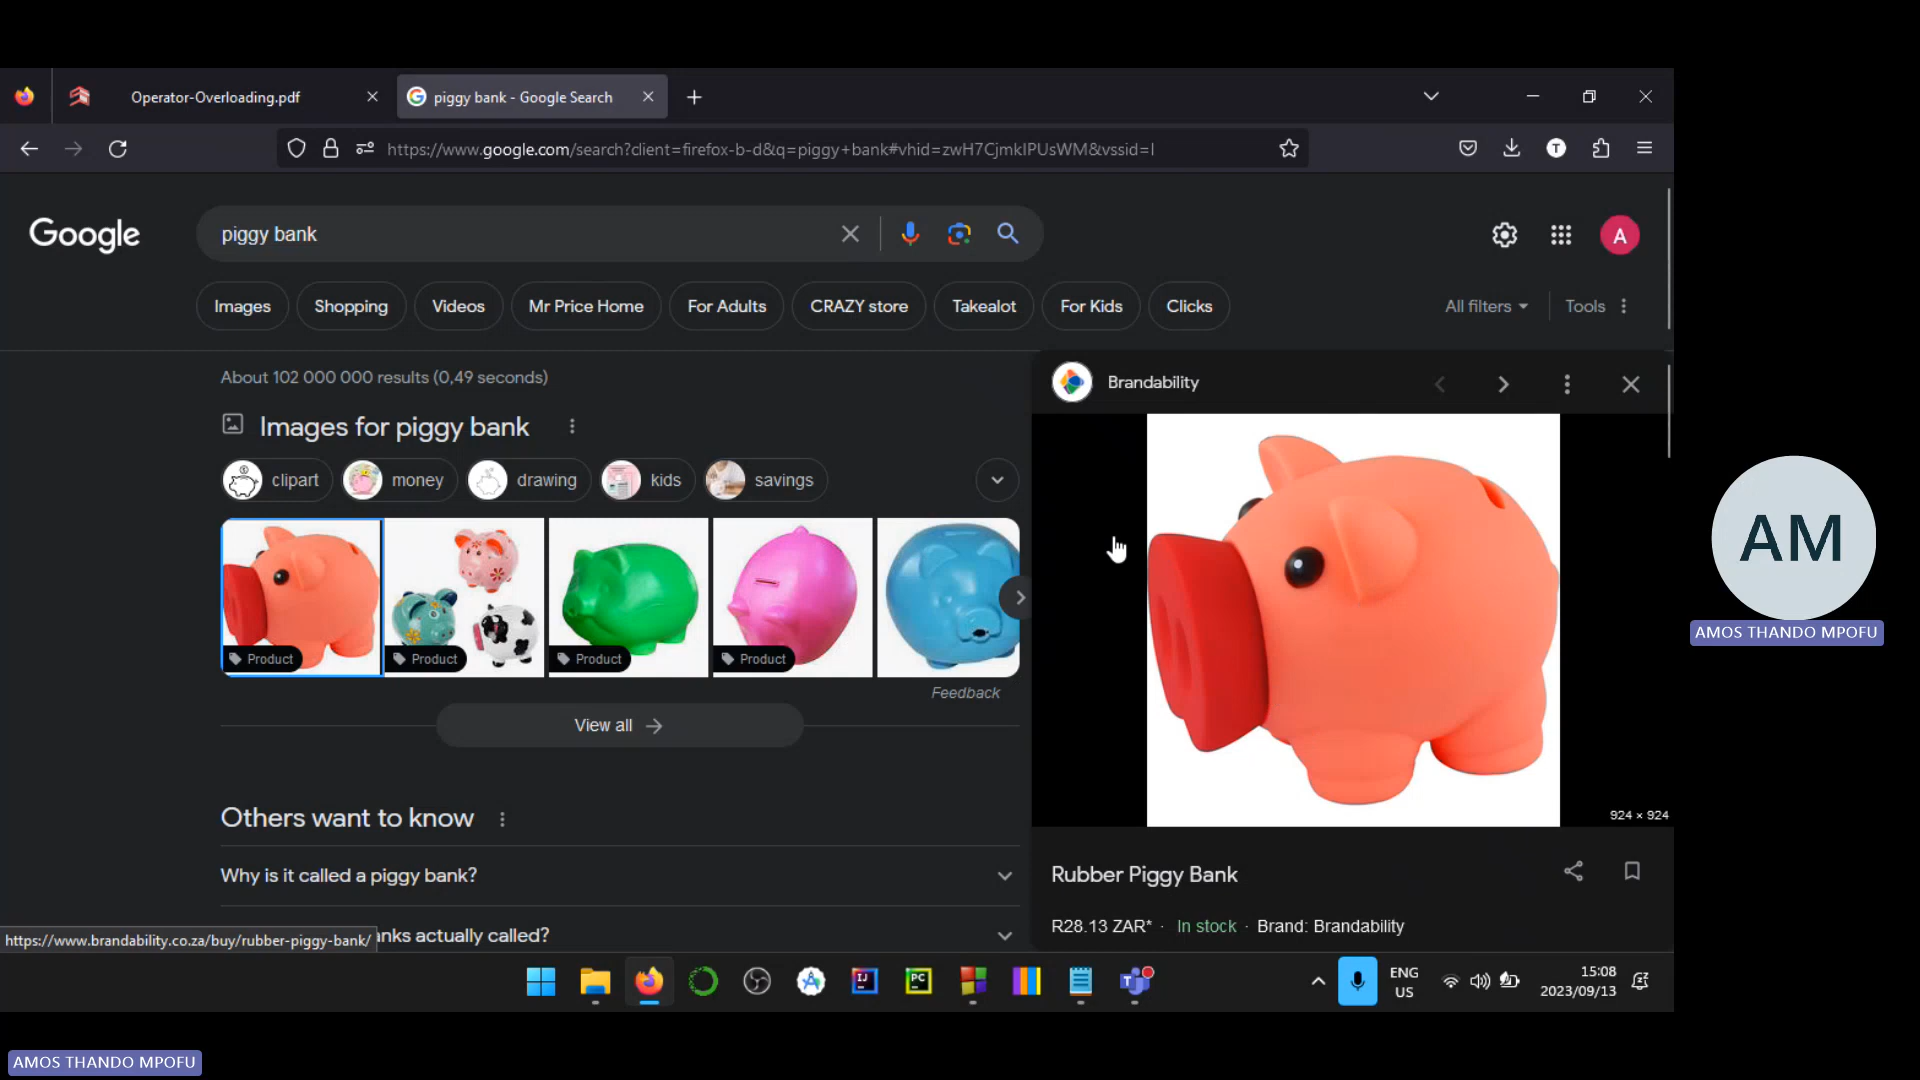 Operator-Overloading.pdf
piggy bank - Google Search
https://www.google.com/search?client=firefox-b-d&q=piggy+bank#vhid=zwH7CjmkIPUsWM&vssid=l
T
Google
piggy bank
A
Images
Shopping
Videos
Mr Price Home
For Adults
CRAZY store
Takealot
For Kids
Clicks
All filters
Tools
About 102 000 000 results (0,49 seconds)
Brandability
Images for piggy bank
clipart
money
drawing
kids
savings
Product
Product
Product
Product
Feedback
View all
924 × 924
Others want to know
Why is it called a piggy bank?
anks actually called?
Rubber Piggy Bank
R28.13 ZAR* · In stock · Brand: Brandability
https://www.brandability.co.za/buy/rubber-piggy-bank/
IJ
PC
T
ENG
US
15:08
2023/09/13
AM
AMOS THANDO MPOFU
AMOS THANDO MPOFU